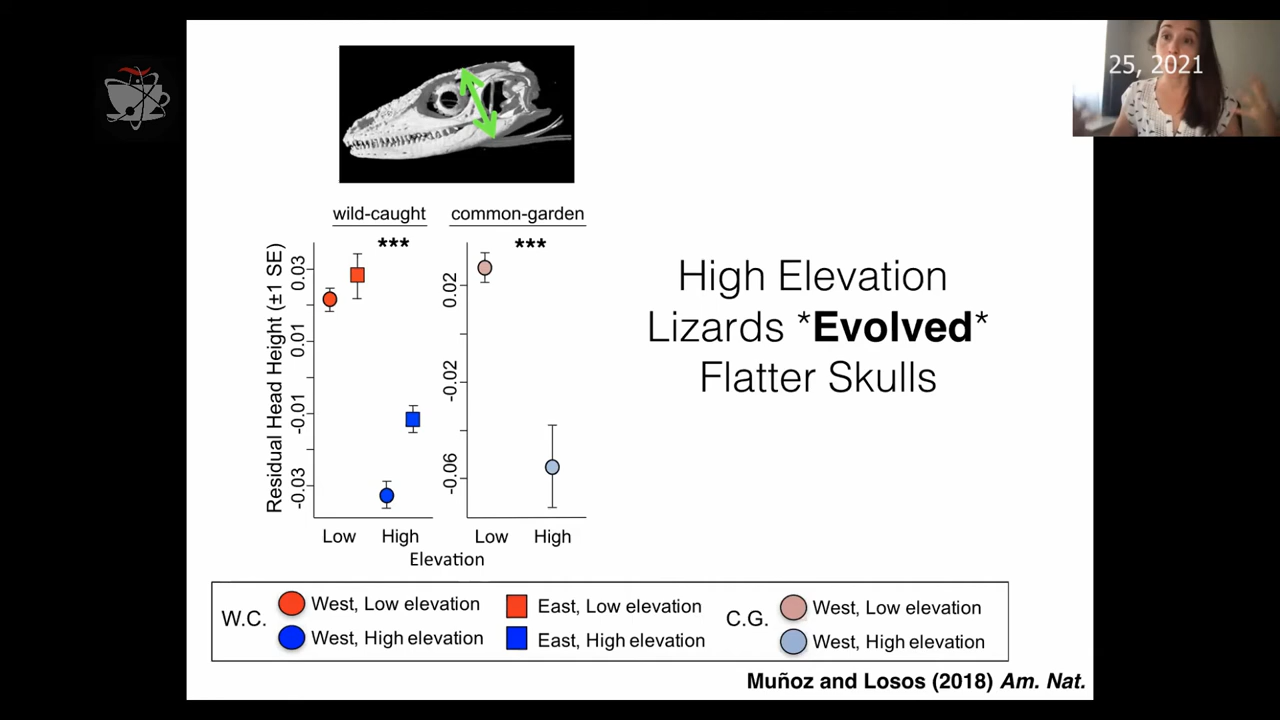 25, 2021
wild-caught
common-garden
***
***
Residual Head Height (±1 SE)
0.03
0.01
-0.01
-0.03
0.02
-0.02
-0.06
Low
High
Low
High
Elevation
High Elevation
Lizards *Evolved*
Flatter Skulls
W.C.
West, Low elevation
West, High elevation
East, Low elevation
East, High elevation
C.G.
West, Low elevation
West, High elevation
Muñoz and Losos (2018) Am. Nat.